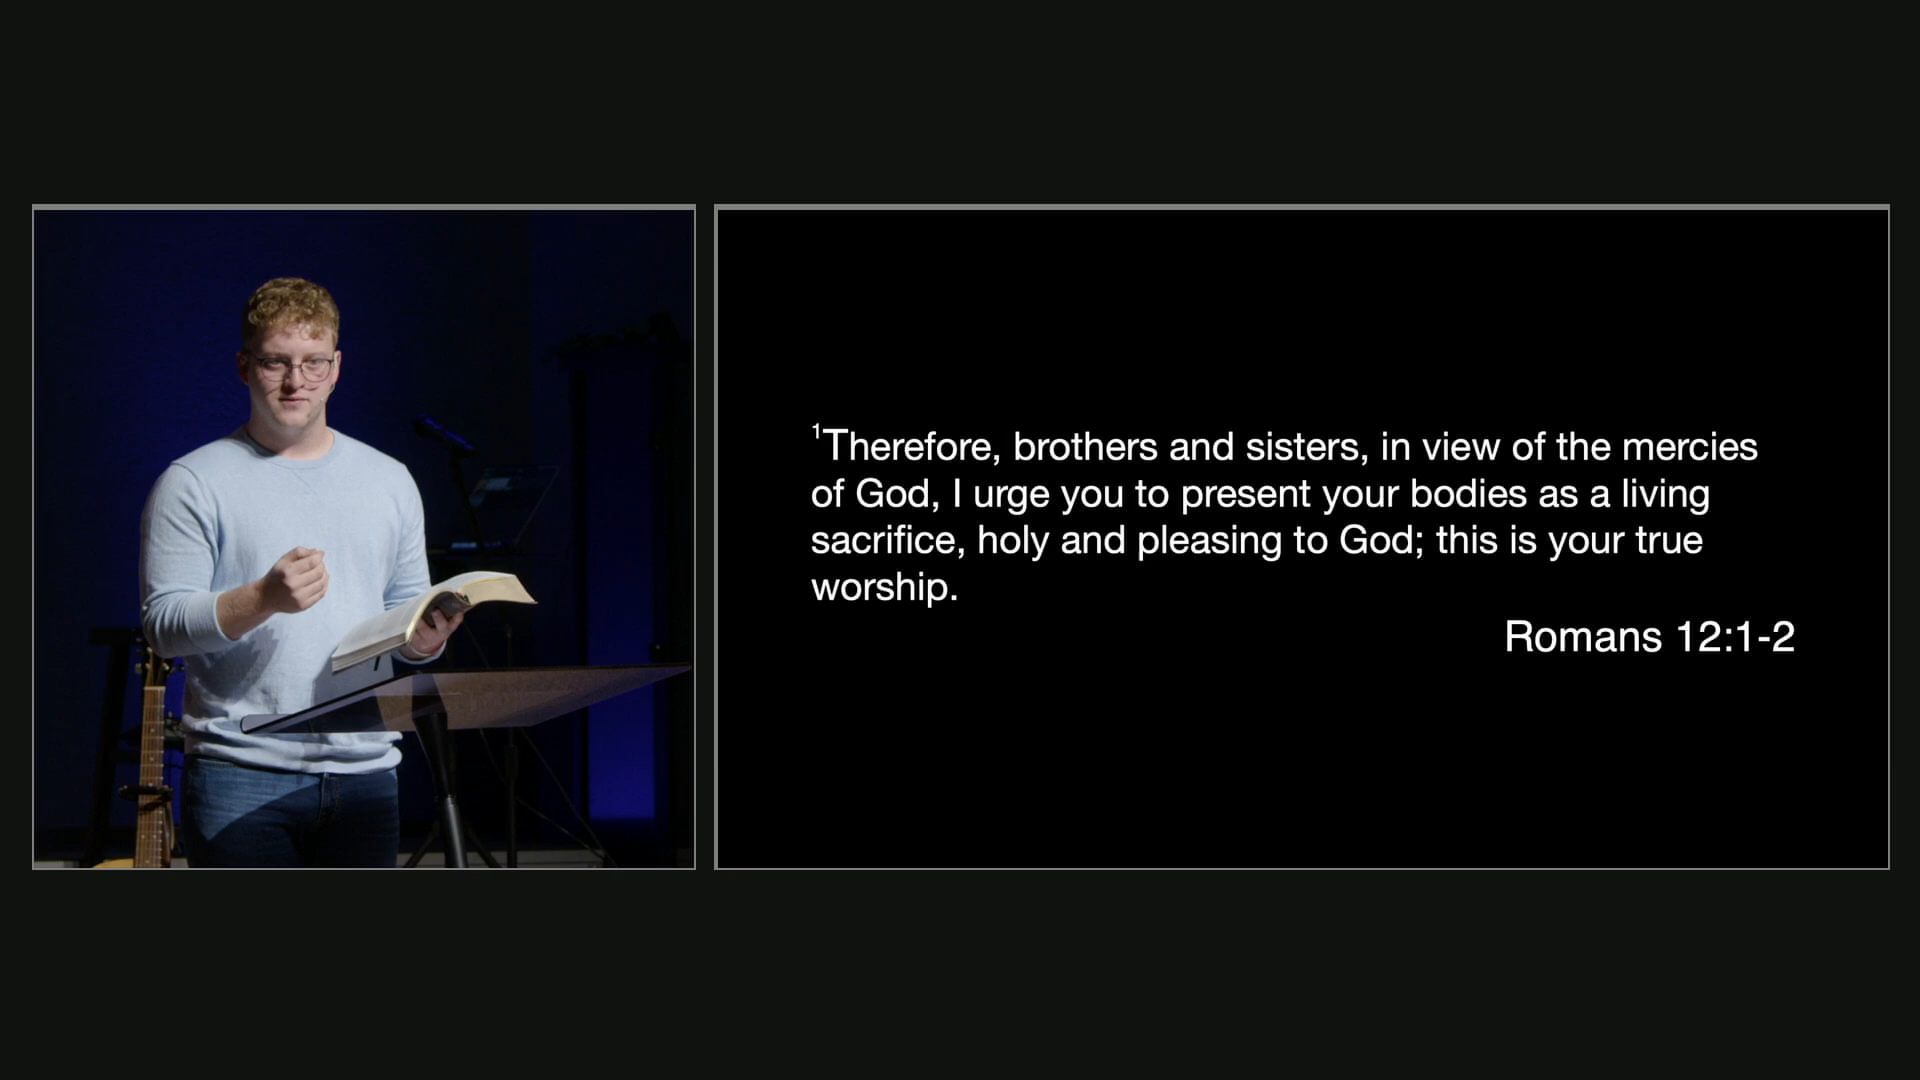 ¹Therefore, brothers and sisters, in view of the mercies
of God, I urge you to present your bodies as a living
sacrifice, holy and pleasing to God; this is your true
worship.
Romans 12:1-2